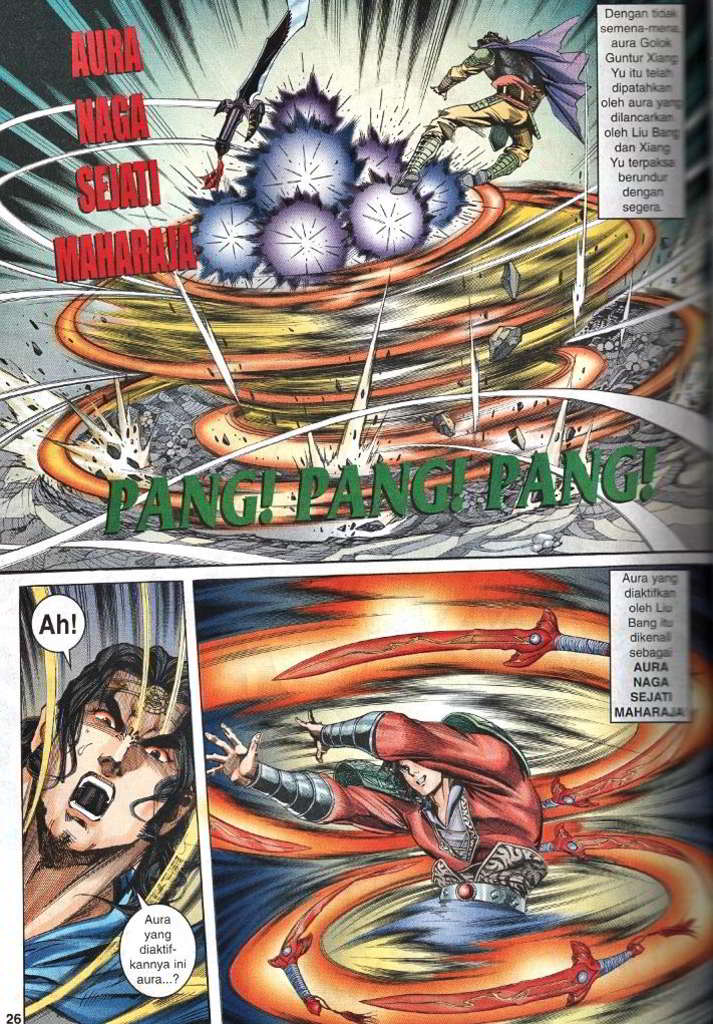 AURA
NAGA
SEJATI
MAHARAJA
Dengan tidak
semena-mena,
aura Golok
Guntur Xiang
Yu itu telah
dipatahkan
oleh aura yang
dilancarkan
oleh Liu Bang
dan Xiang
Yu terpaksa
berundur
dengan
segera.
PANG! PANG! PANG!
Ah!
Aura
yang
diaktif-
kannya ini
aura...?
Aura yang
diaktifkan
oleh Liu
Bang itu
dikenali
sebagai
AURA
NAGA
SEJATI
MAHARAJA
26